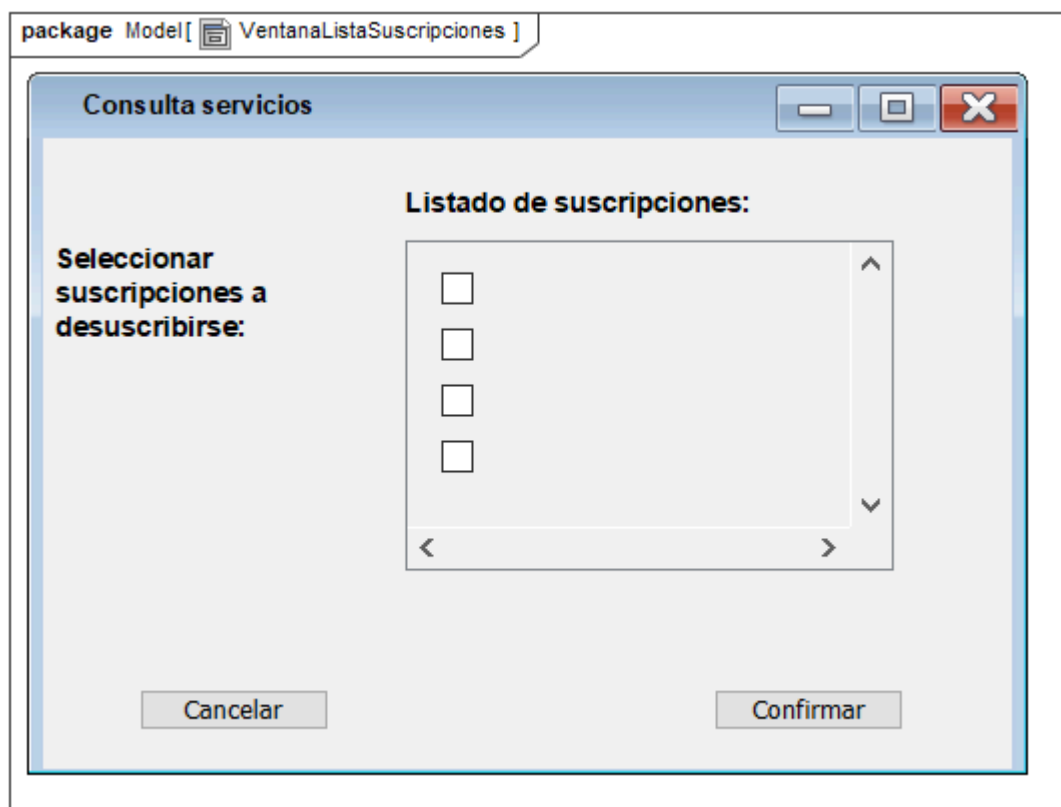 package Model[ VentanaListaSuscripciones ]
Consulta servicios
Listado de suscripciones:
Seleccionar
suscripciones a
desuscribirse:
Cancelar
Confirmar